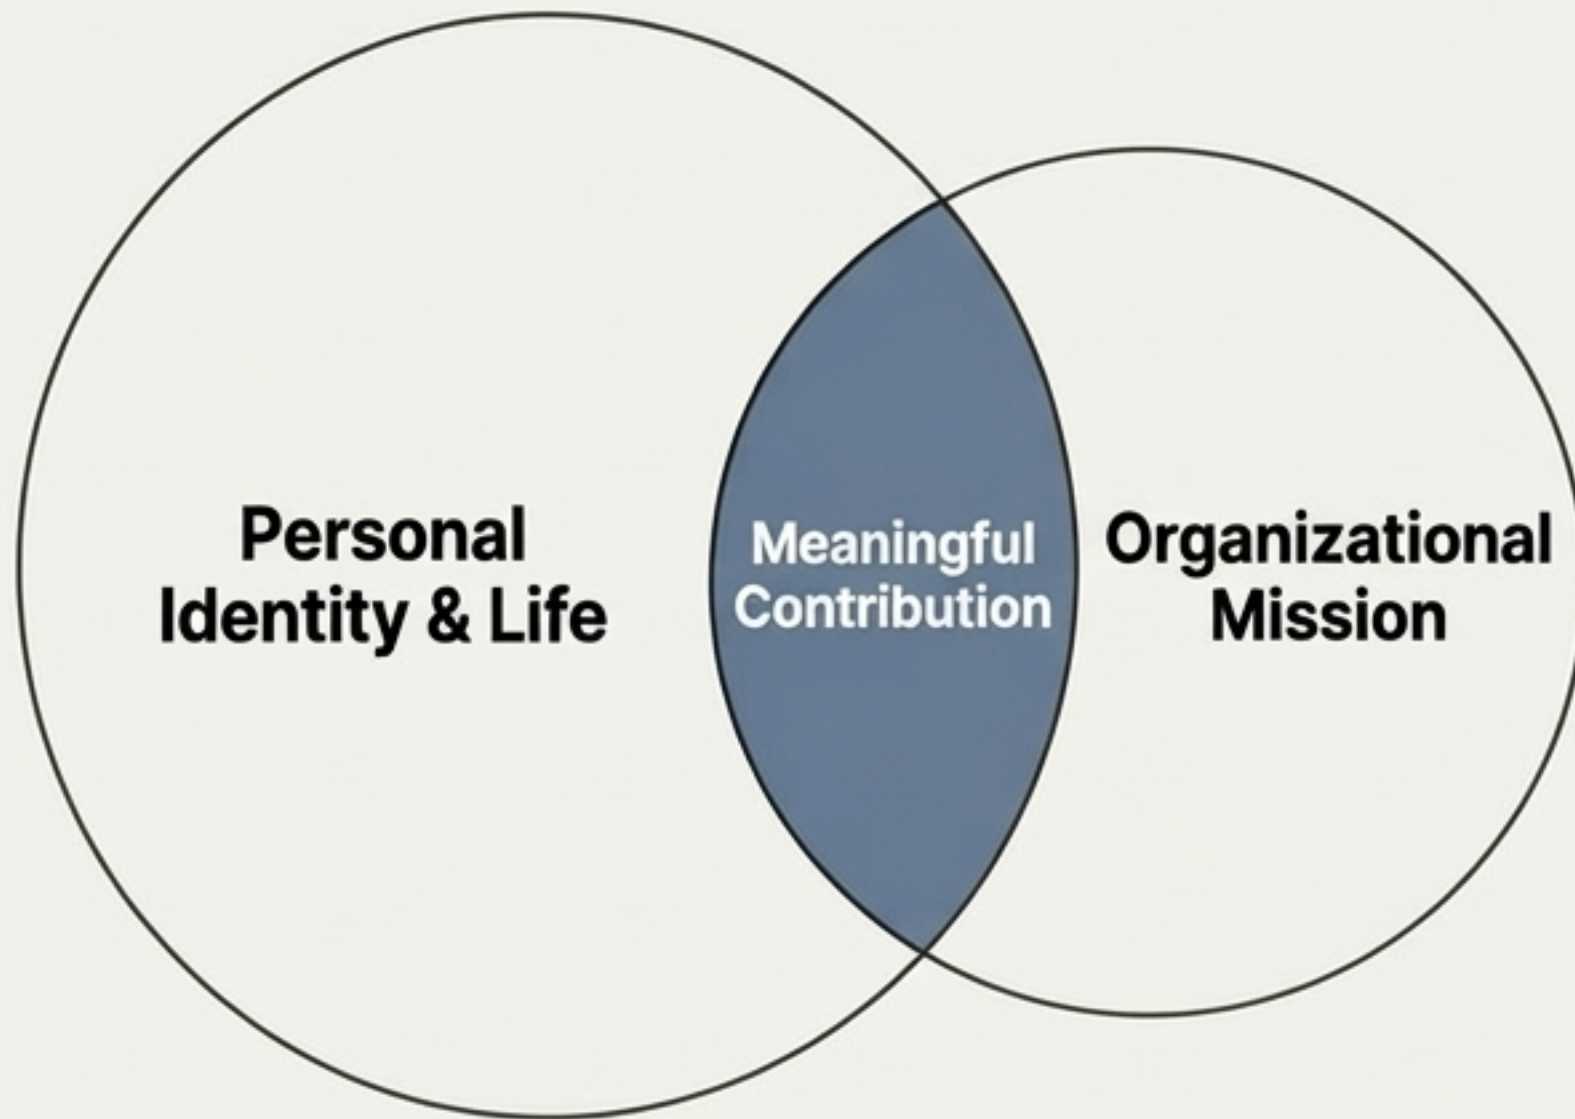 Personal
Identity & Life
Meaningful
Contribution
Organizational
Mission